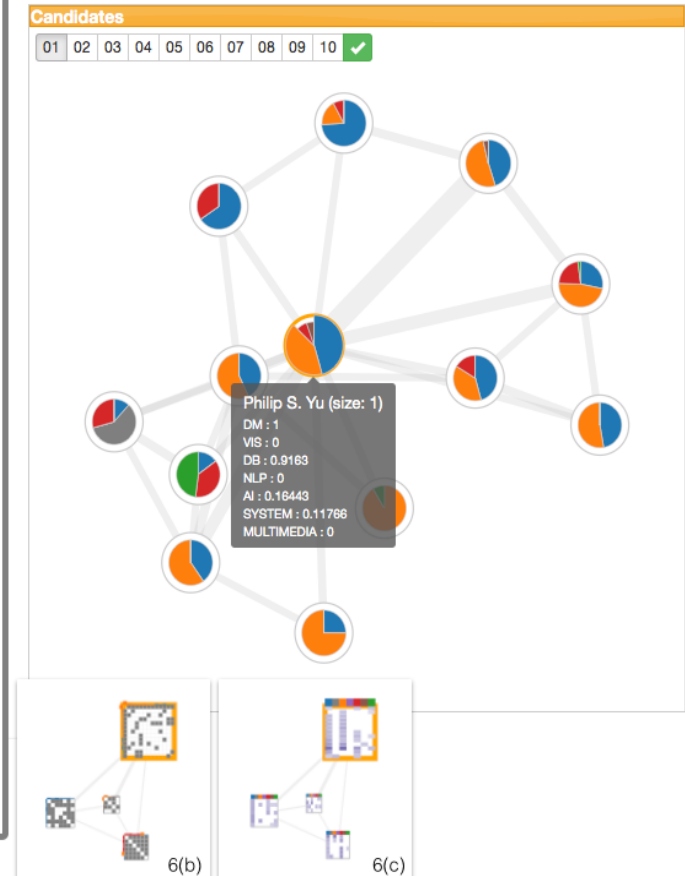 Candidates
01 02 03 04 05 06 07 08 09 10
Philip S. Yu (size: 1)
DM : 1
VIS : 0
DB : 0.9163
NLP : 0
AI : 0.16443
SYSTEM : 0.11766
MULTIMEDIA : 0
6(b) 6(c)